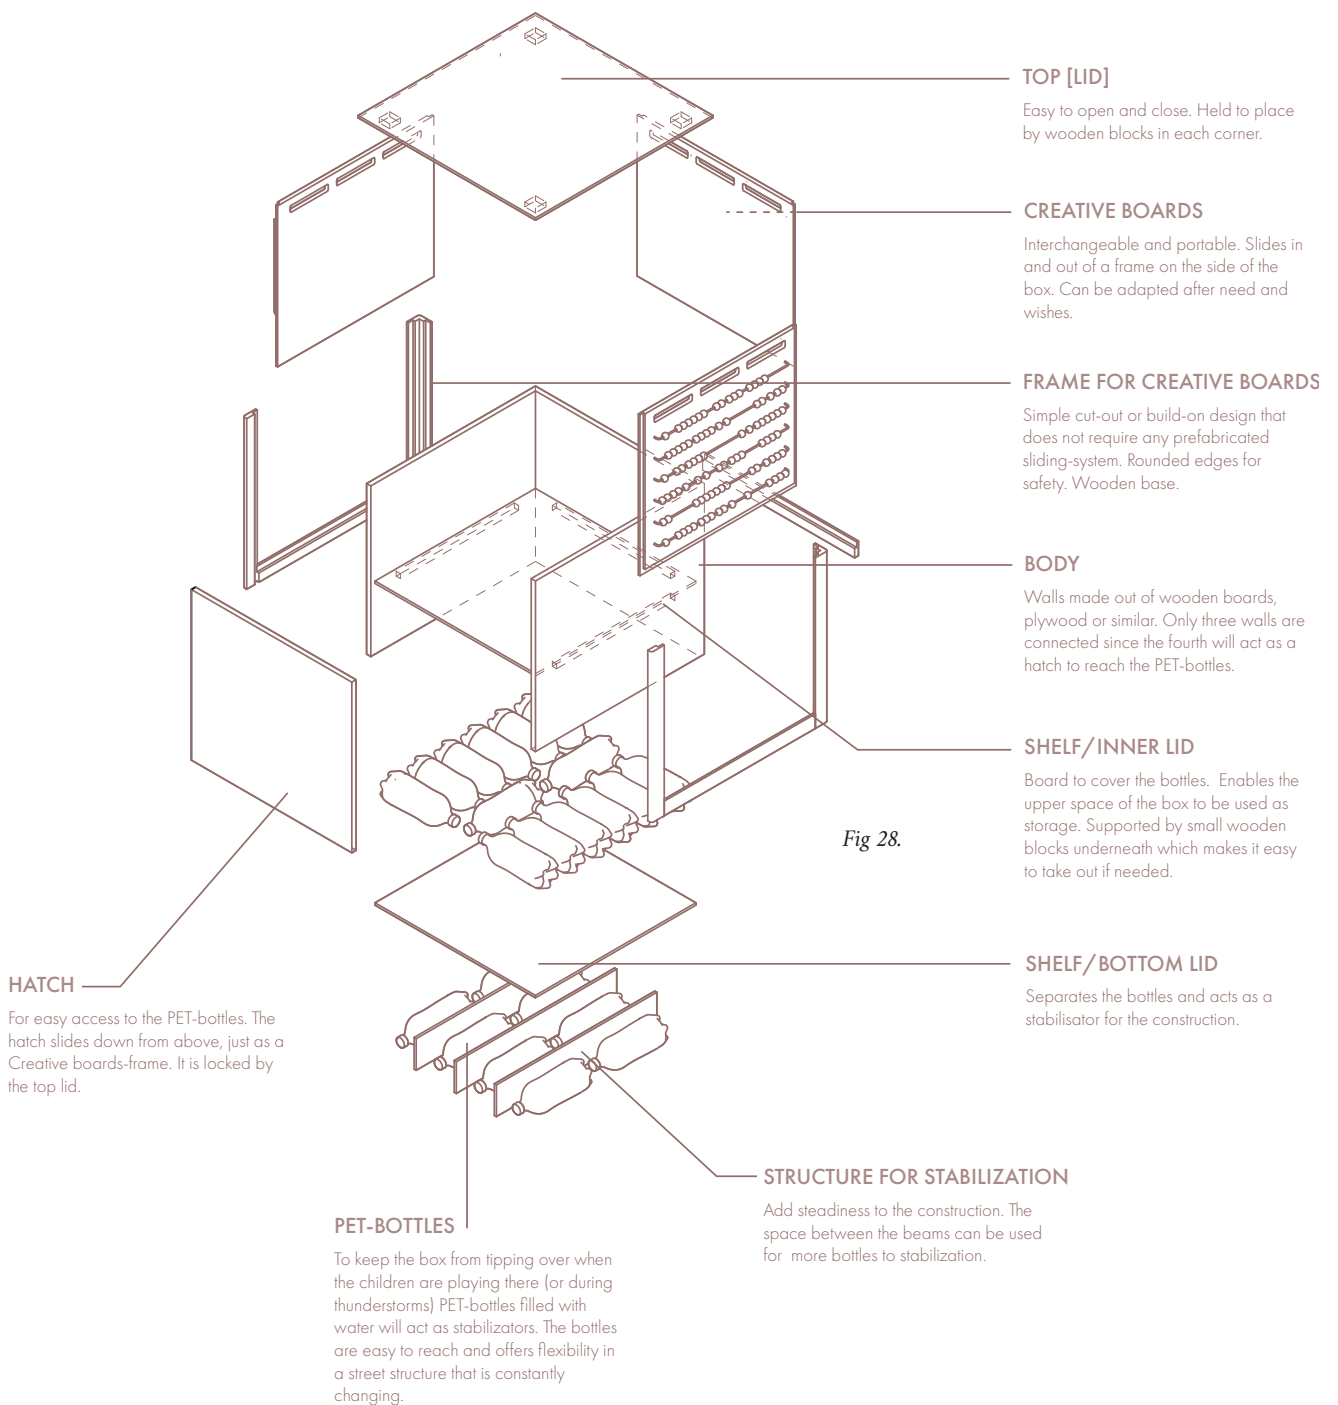 TOP [LID]
Easy to open and close. Held to place
by wooden blocks in each corner.
CREATIVE BOARDS
Interchangeable and portable. Slides in
and out of a frame on the side of the
box. Can be adapted after need and
wishes.
FRAME FOR CREATIVE BOARDS
Simple cut-out or build-on design that
does not require any prefabricated
sliding-system. Rounded edges for
safety. Wooden base.
BODY
Walls made out of wooden boards,
plywood or similar. Only three walls are
connected since the fourth will act as a
hatch to reach the PET-bottles.
SHELF/INNER LID
Board to cover the bottles.  Enables the
upper space of the box to be used as
storage. Supported by small wooden
blocks underneath which makes it easy
to take out if needed.
Fig 28.
SHELF/BOTTOM LID
Separates the bottles and acts as a
stabilisator for the construction.
HATCH
For easy access to the PET-bottles. The
hatch slides down from above, just as a
Creative boards-frame. It is locked by
the top lid.
STRUCTURE FOR STABILIZATION
Add steadiness to the construction. The
space between the beams can be used
for  more bottles to stabilization.
PET-BOTTLES
To keep the box from tipping over when
the children are playing there (or during
thunderstorms) PET-bottles filled with
water will act as stabilizators. The bottles
are easy to reach and offers flexibility in
a street structure that is constantly
changing.